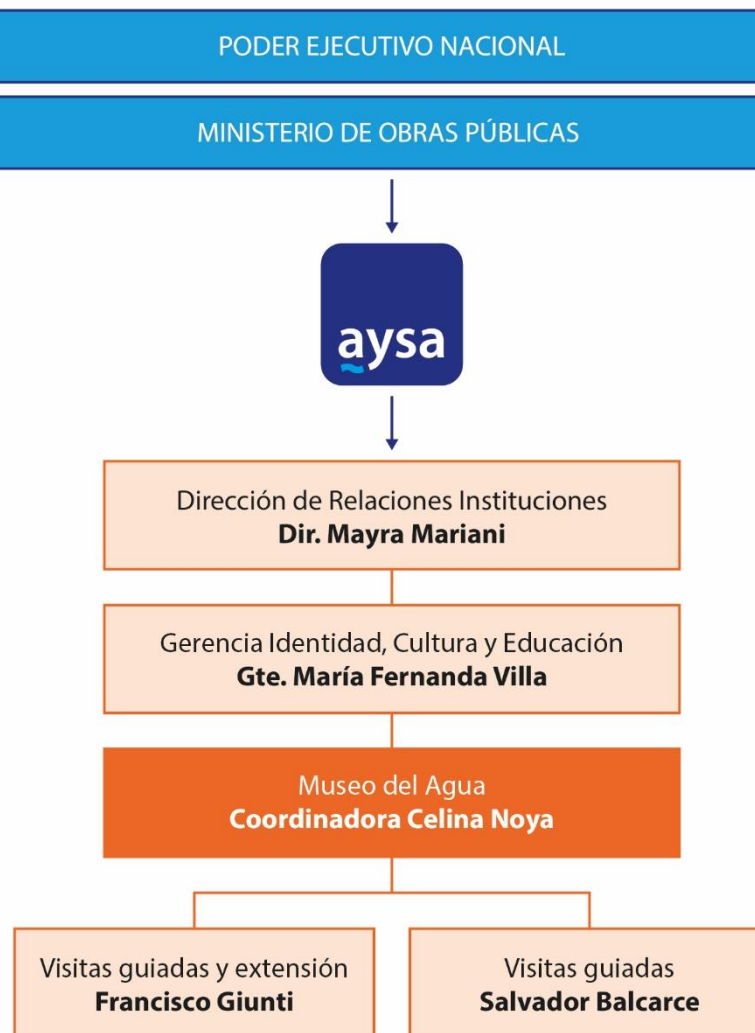 PODER EJECUTIVO NACIONAL
MINISTERIO DE OBRAS PÚBLICAS
aysa
Dirección de Relaciones Instituciones
Dir. Mayra Mariani
Gerencia Identidad, Cultura y Educación
Gte. María Fernanda Villa
Museo del Agua
Coordinadora Celina Noya
Visitas guiadas y extensión
Francisco Giunti
Visitas guiadas
Salvador Balcarce